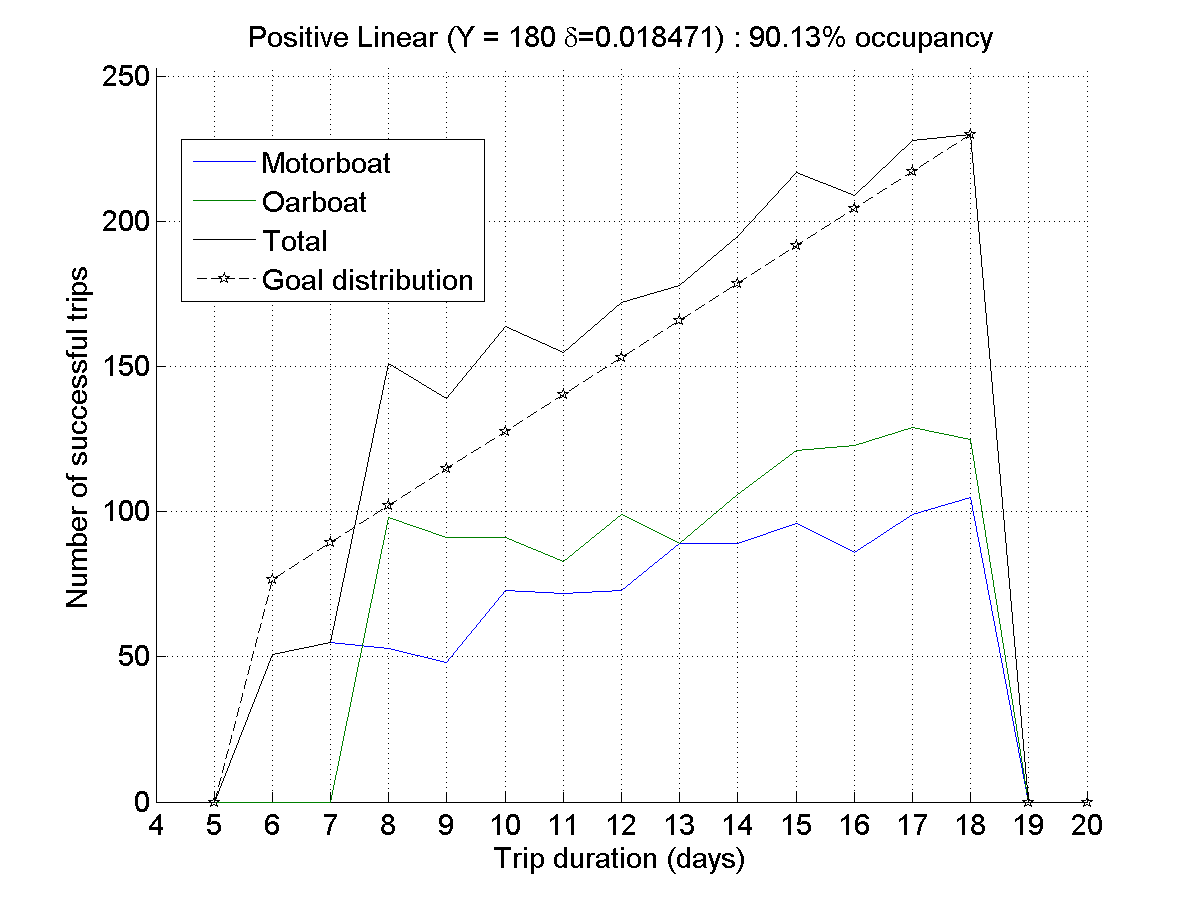 Positive Linear (Y = 180 δ=0.018471) : 90.13% occupancy
250
200
150
100
50
0
Number of successful trips
Motorboat
Oarboat
Total
Goal distribution
4 5 6 7 8 9 10 11 12 13 14 15 16 17 18 19 20
Trip duration (days)